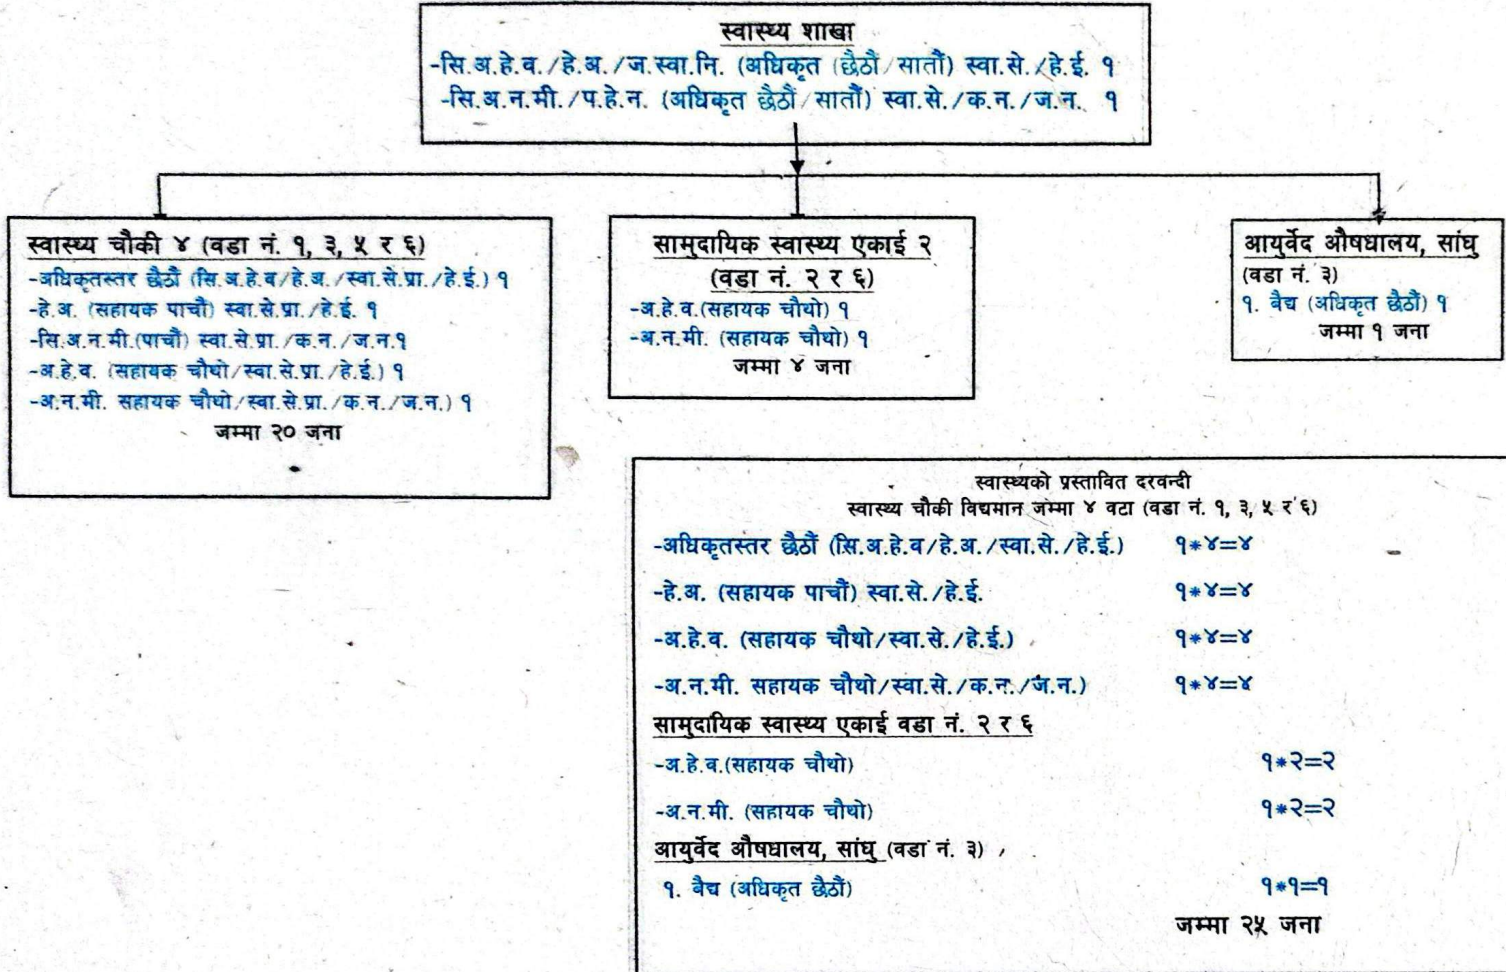 स्वास्थ्य शाखा
-सि.अ.हे.व./हे.अ./ज.स्वा.नि. (अधिकृत (छैठौं/सातौं) स्वा.से./हे.ई. १
-सि.अ.न.मी./प.हे.न. (अधिकृत छैठौं/सातौं) स्वा.से./क.न./ज.न. १
स्वास्थ्य चौकी ४ (वडा नं. १, ३, ५ र ६)
-अधिकृतस्तर छैठौं (सि.अ.हे.व/हे.अ./स्वा.से.प्रा./हे.ई.) १
-हे.अ. (सहायक पाचौं) स्वा.से.प्रा./हे.ई. १
-सि.अ.न.मी.(पाचौं) स्वा.से.प्रा./क.न./ज.न.१
-अ.हे.व. (सहायक चौथो/स्वा.से.प्रा./हे.ई.) १
-अ.न.मी. सहायक चौथो/स्वा.से.प्रा./क.न./ज.न.) १
जम्मा २० जना
सामुदायिक स्वास्थ्य एकाई २
(वडा नं. २ र ६)
-अ.हे.व.(सहायक चौथो) १
-अ.न.मी. (सहायक चौथो) १
जम्मा ४ जना
आयुर्वेद औषधालय, सांघु
(वडा नं. ३)
१. बैद्य (अधिकृत छैठौं) १
जम्मा १ जना
स्वास्थ्यको प्रस्तावित दरवन्दी
स्वास्थ्य चौकी विद्यमान जम्मा ४ वटा (वडा नं. १, ३, ५ र ६)
-अधिकृतस्तर छैठौं (सि.अ.हे.व/हे.अ./स्वा.से./हे.ई.) १*४=४
-हे.अ. (सहायक पाचौं) स्वा.से./हे.ई. १*४=४
-अ.हे.व. (सहायक चौथो/स्वा.से./हे.ई.) १*४=४
-अ.न.मी. सहायक चौथो/स्वा.से./क.न./ज.न.) १*४=४
सामुदायिक स्वास्थ्य एकाई वडा नं. २ र ६
-अ.हे.व.(सहायक चौथो) १*२=२
-अ.न.मी. (सहायक चौथो) १*२=२
आयुर्वेद औषधालय, सांघु (वडा नं. ३)
१. बैद्य (अधिकृत छैठौं) १*१=१
जम्मा २५ जना